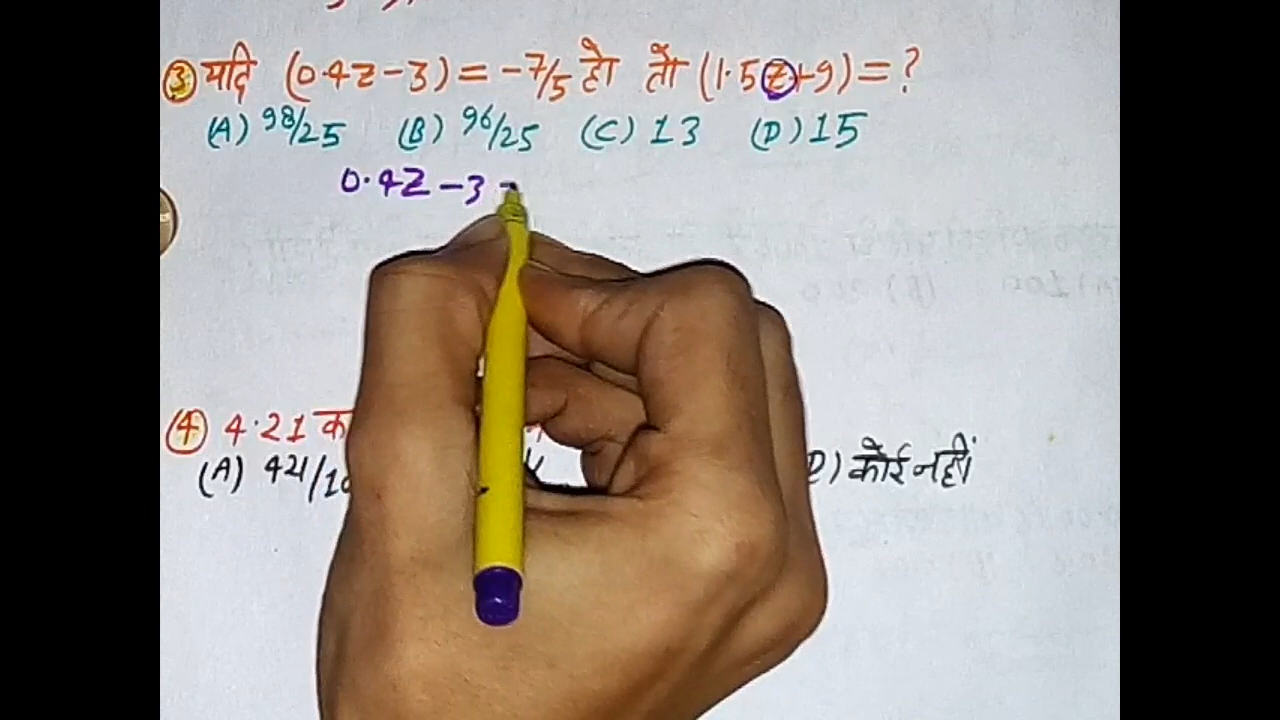 (3) यदि (0.4z-3) = -7/5 हो तो (1.5z+9) = ?
(A) 98/25 (B) 96/25 (C) 13 (D) 15
0.4Z - 3
(4) 4.21
(A) 421/10 D) कोई नहीं